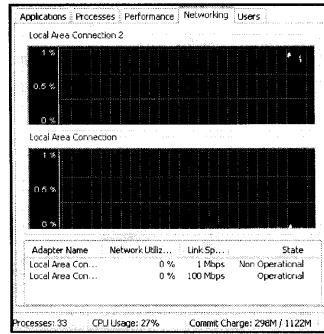 Applications Processes Performance Networking Users
Local Area Connection 2
1 %
0.5 %
0 %
Local Area Connection
1 %
0.5 %
0 %
Adapter Name Network Utiliz... Link Sp... State
Local Area Con... 0 % 1 Mbps Non Operational
Local Area Con... 0 % 100 Mbps Operational
Processes: 33 CPU Usage: 27% Commit Charge: 298M / 1122M